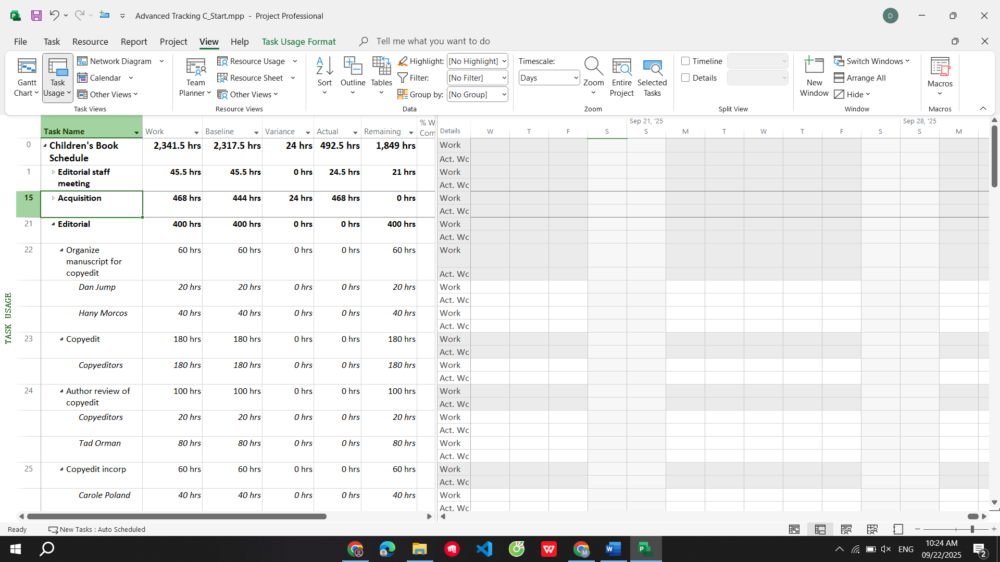 Advanced Tracking C_Start.mpp - Project Professional
D
File Task Resource Report Project View Help Task Usage Format Tell me what you want to do
Gantt Chart
Task Usage
Network Diagram
Calendar
Other Views
Task Views
Team Planner
Resource Usage
Resource Sheet
Other Views
Resource Views
Sort
Outline
Tables
Highlight: [No Highlight]
Filter: [No Filter]
Group by: [No Group]
Data
Timescale:
Days
Zoom
Entire Project
Selected Tasks
Zoom
Timeline
Details
Split View
New Window
Switch Windows
Arrange All
Hide
Window
Macros
Macros
Task Name Work Baseline Variance Actual Remaining % W Com
Details Sep 21, '25 Sep 28, '25
W T F S S M T W T F S S M
0 Children's Book Schedule 2,341.5 hrs 2,317.5 hrs 24 hrs 492.5 hrs 1,849 hrs Work
Act. Wc
1 Editorial staff meeting 45.5 hrs 45.5 hrs 0 hrs 24.5 hrs 21 hrs Work
Act. Wc
15 Acquisition 468 hrs 444 hrs 24 hrs 468 hrs 0 hrs Work
Act. Wc
21 Editorial 400 hrs 400 hrs 0 hrs 0 hrs 400 hrs Work
Act. Wc
22 Organize manuscript for copyedit 60 hrs 60 hrs 0 hrs 0 hrs 60 hrs Work
Act. Wc
Dan Jump 20 hrs 20 hrs 0 hrs 0 hrs 20 hrs Work
Act. Wc
Hany Morcos 40 hrs 40 hrs 0 hrs 0 hrs 40 hrs Work
Act. Wc
23 Copyedit 180 hrs 180 hrs 0 hrs 0 hrs 180 hrs Work
Act. Wc
Copyeditors 180 hrs 180 hrs 0 hrs 0 hrs 180 hrs Work
Act. Wc
24 Author review of copyedit 100 hrs 100 hrs 0 hrs 0 hrs 100 hrs Work
Act. Wc
Copyeditors 20 hrs 20 hrs 0 hrs 0 hrs 20 hrs Work
Act. Wc
Tad Orman 80 hrs 80 hrs 0 hrs 0 hrs 80 hrs Work
Act. Wc
25 Copyedit incorp 60 hrs 60 hrs 0 hrs 0 hrs 60 hrs Work
Act. Wc
Carole Poland 40 hrs 40 hrs 0 hrs 0 hrs 40 hrs Work
Act. Wc
TASK USAGE
Ready New Tasks : Auto Scheduled
ENG
10:24 AM
09/22/2025
2